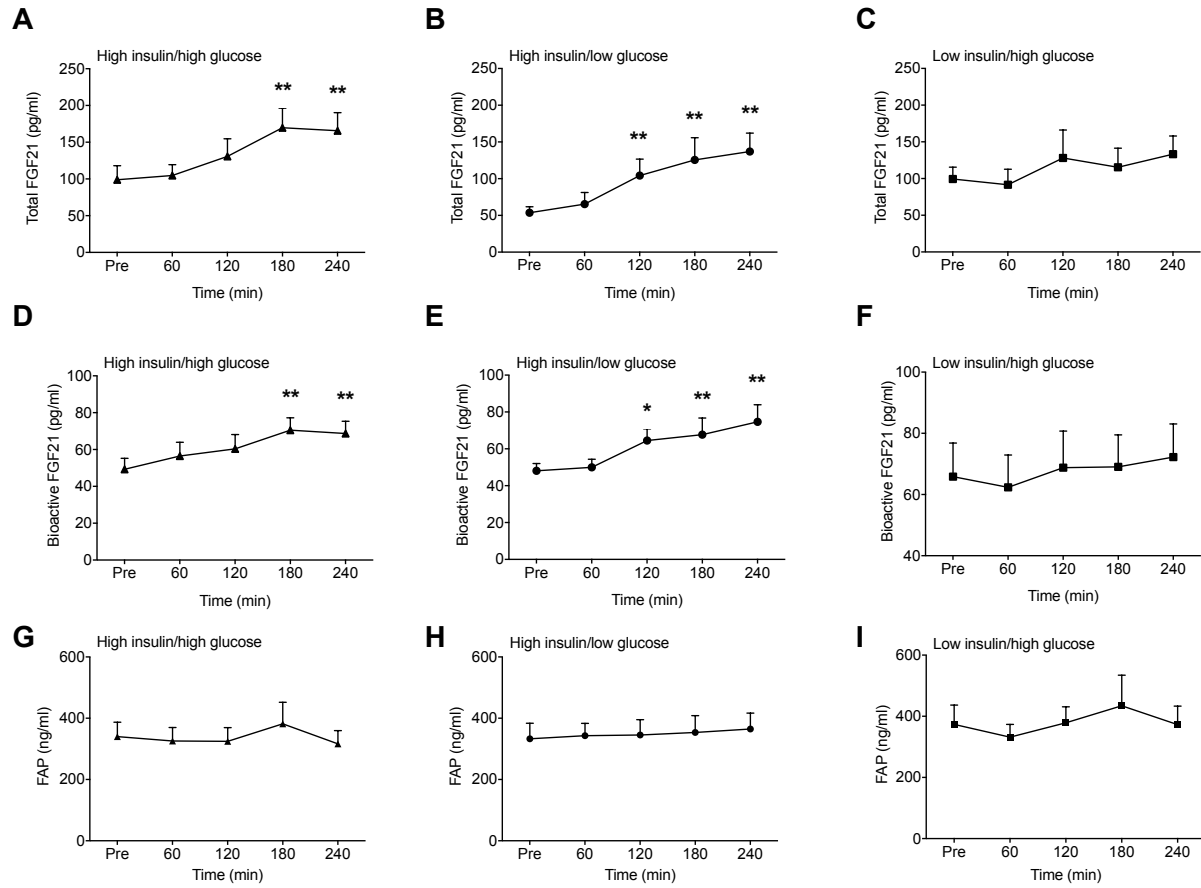 A
High insulin/high glucose
Total FGF21 (pg/ml)
250
200
150
100
50
0
** **
Pre 60 120 180 240
Time (min)
B
High insulin/low glucose
Total FGF21 (pg/ml)
250
200
150
100
50
0
** ** **
Pre 60 120 180 240
Time (min)
C
Low insulin/high glucose
Total FGF21 (pg/ml)
250
200
150
100
50
0
Pre 60 120 180 240
Time (min)
D
High insulin/high glucose
Bioactive FGF21 (pg/ml)
100
80
60
40
20
0
** **
Pre 60 120 180 240
Time (min)
E
High insulin/low glucose
Bioactive FGF21 (pg/ml)
100
80
60
40
20
0
* ** **
Pre 60 120 180 240
Time (min)
F
Low insulin/high glucose
Bioactive FGF21 (pg/ml)
100
80
60
40
Pre 60 120 180 240
Time (min)
G
High insulin/high glucose
FAP (ng/ml)
600
400
200
0
Pre 60 120 180 240
Time (min)
H
High insulin/low glucose
FAP (ng/ml)
600
400
200
0
Pre 60 120 180 240
Time (min)
I
Low insulin/high glucose
FAP (ng/ml)
600
400
200
0
Pre 60 120 180 240
Time (min)